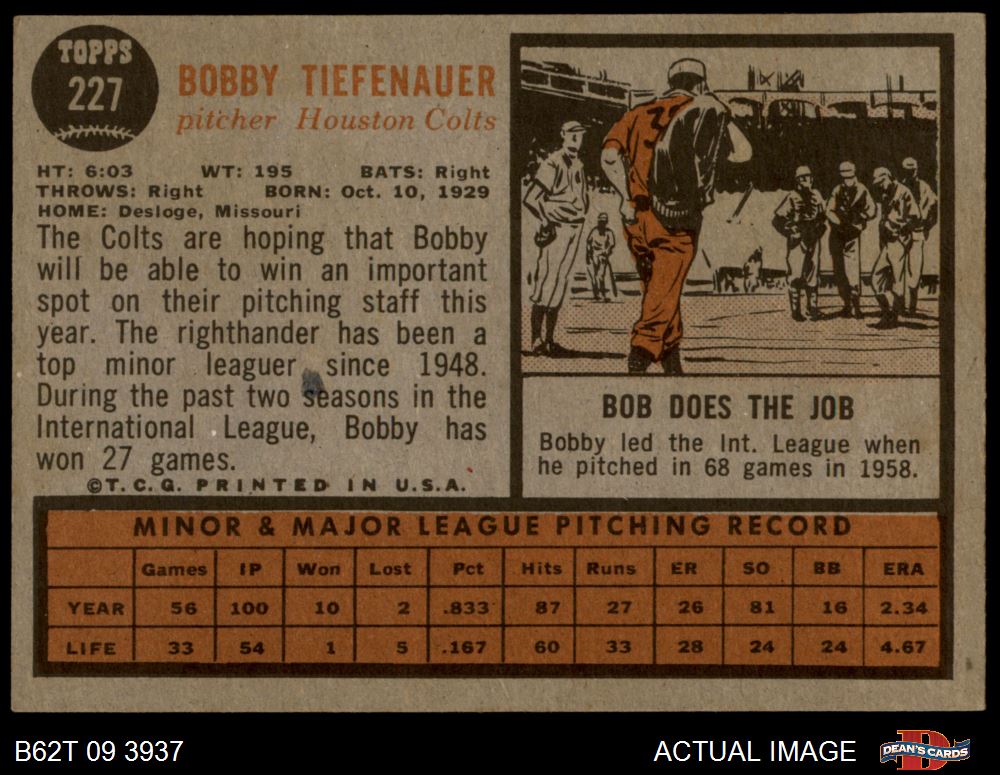 TOPPS
227
BOBBY TIEFENAUER
pitcher Houston Colts
HT: 6:03 WT: 195 BATS: Right
THROWS: Right BORN: Oct. 10, 1929
HOME: Desloge, Missouri
The Colts are hoping that Bobby
will be able to win an important
spot on their pitching staff this
year. The righthander has been a
top minor leaguer since 1948.
During the past two seasons in the
International League, Bobby has
won 27 games.
©T. C. G. PRINTED IN U.S.A.
BOB DOES THE JOB
Bobby led the Int. League when
he pitched in 68 games in 1958.
MINOR & MAJOR LEAGUE PITCHING RECORD
Games IP Won Lost Pct Hits Runs ER SO BB ERA
YEAR 56 100 10 2 .833 87 27 26 81 16 2.34
LIFE 33 54 1 5 .167 60 33 28 24 24 4.67
B62T 09 3937
ACTUAL IMAGE
DEAN'S CARDS